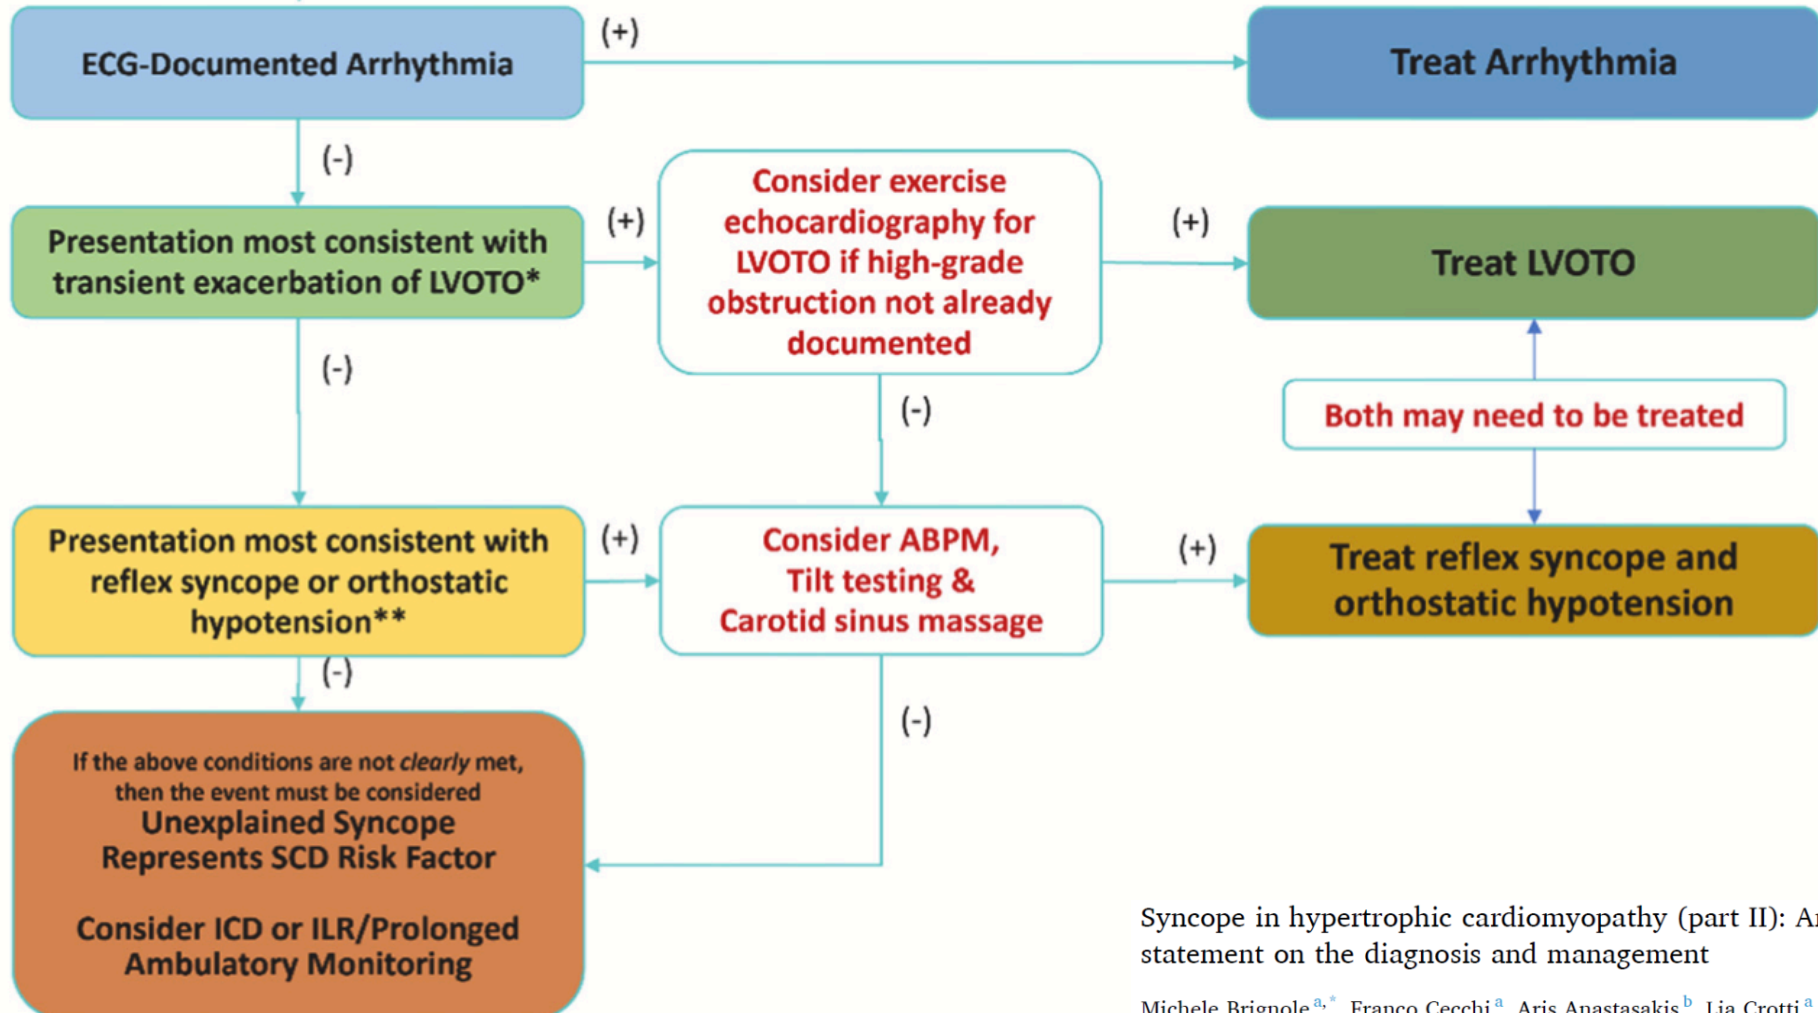 ECG-Documented Arrhythmia
(+)
Treat Arrhythmia
(-)
Presentation most consistent with
transient exacerbation of LVOTO*
(+)
Consider exercise
echocardiography for
LVOTO if high-grade
obstruction not already
documented
(+)
Treat LVOTO
(-)
(-)
Both may need to be treated
Presentation most consistent with
reflex syncope or orthostatic
hypotension**
(+)
Consider ABPM,
Tilt testing &
Carotid sinus massage
(+)
Treat reflex syncope and
orthostatic hypotension
(-)
(-)
If the above conditions are not clearly met,
then the event must be considered
Unexplained Syncope
Represents SCD Risk Factor
Consider ICD or ILR/Prolonged
Ambulatory Monitoring
Syncope in hypertrophic cardiomyopathy (part II):
statement on the diagnosis and management
Michele Brignole a,*, Franco Cecchi a, Aris Anastasakis b, Lia Crotti a